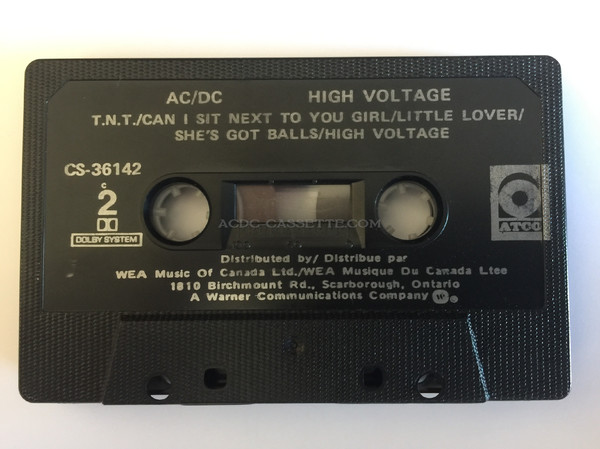 AC/DC HIGH VOLTAGE
T.N.T./CAN I SIT NEXT TO YOU GIRL/LITTLE LOVER/
SHE'S GOT BALLS/HIGH VOLTAGE
CS-36142
c
2
DOLBY SYSTEM
ATCO
ACDC-CASSETTE.COM
Distributed by/ Distribue par
WEA Music Of Canada Ltd./WEA Musique Du Canada Ltee
1810 Birchmount Rd., Scarborough, Ontario
A Warner Communications Company W ®